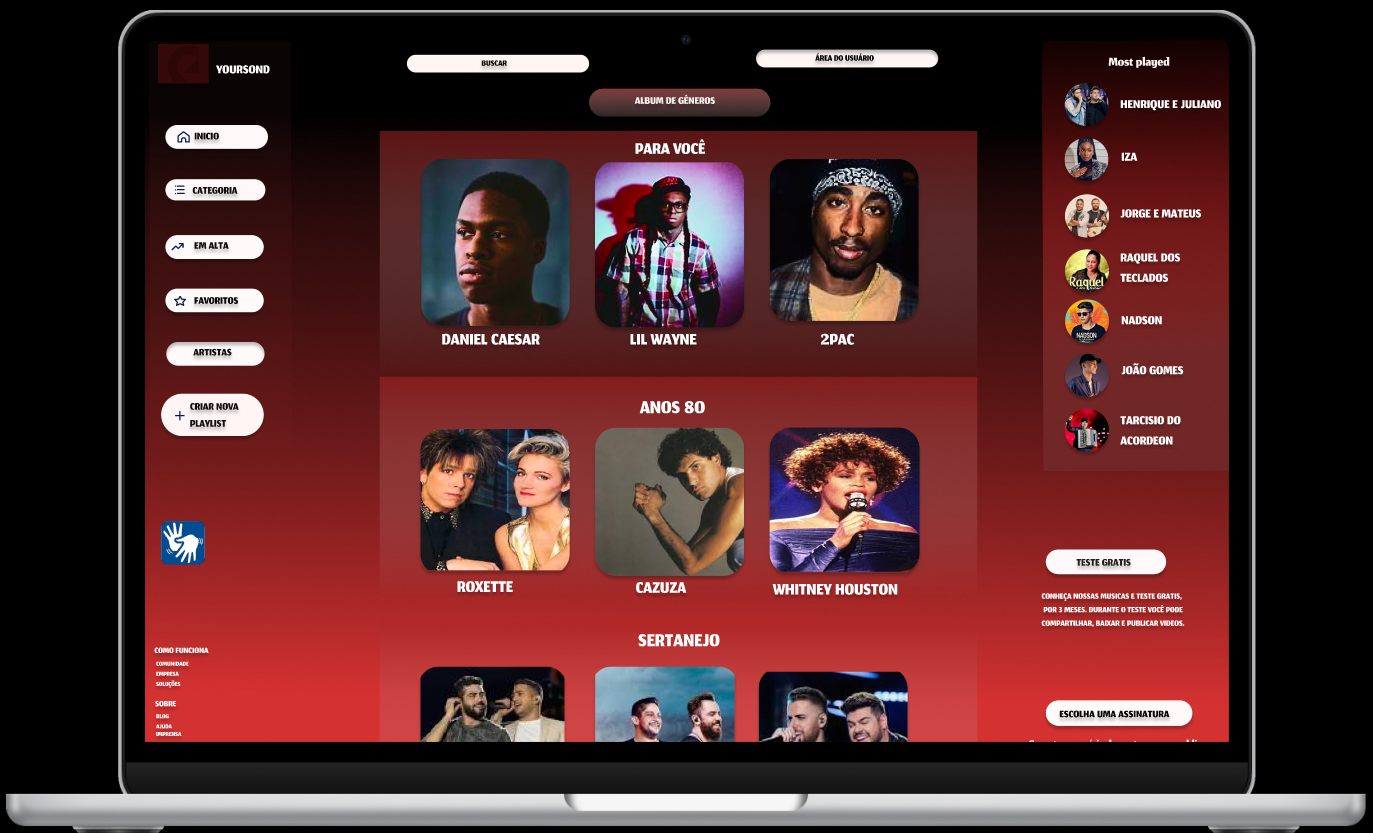 YOURSOND
BUSCAR
ÁREA DO USUÁRIO
ALBUM DE GÊNEROS
INICIO
CATEGORIA
EM ALTA
FAVORITOS
ARTISTAS
CRIAR NOVA
PLAYLIST
COMO FUNCIONA
COMUNIDADE
EMPRESA
SOLUÇÕES
SOBRE
BLOG
AJUDA
IMPRENSA
PARA VOCÊ
DANIEL CAESAR
LIL WAYNE
2PAC
ANOS 80
ROXETTE
CAZUZA
WHITNEY HOUSTON
SERTANEJO
Most played
HENRIQUE E JULIANO
IZA
JORGE E MATEUS
Raquel
RAQUEL DOS
TECLADOS
NADSON
NADSON
JOÃO GOMES
TARCISIO DO
ACORDEON
TESTE GRATIS
CONHEÇA NOSSAS MUSICAS E TESTE GRATIS,
POR 3 MESES. DURANTE O TESTE VOCÊ PODE
COMPARTILHAR, BAIXAR E PUBLICAR VIDEOS.
ESCOLHA UMA ASSINATURA